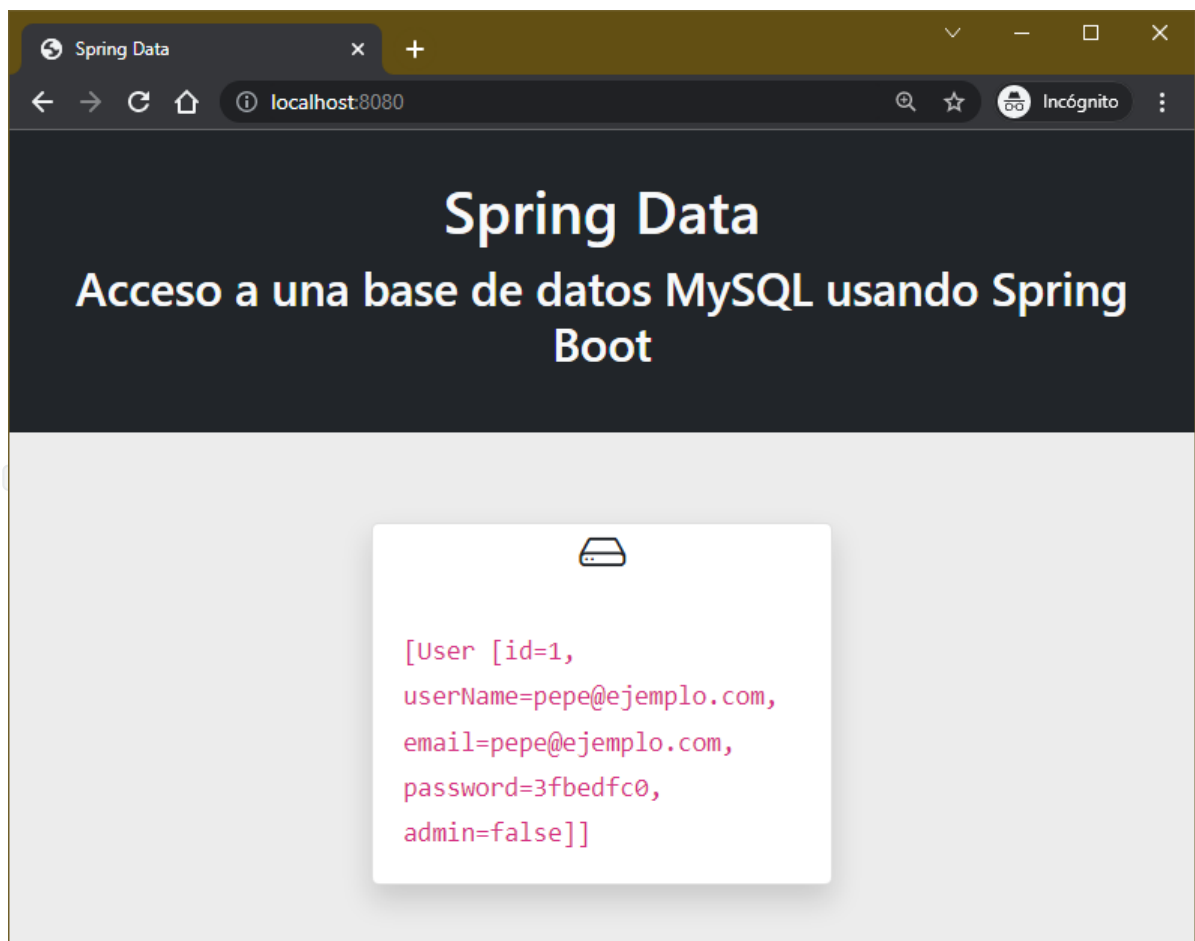 Spring Data
localhost:8080
Incógnito
Spring Data
Acceso a una base de datos MySQL usando Spring
Boot
[User [id=1,
userName=pepe@ejemplo.com,
email=pepe@ejemplo.com,
password=3fbedfc0,
admin=false]]